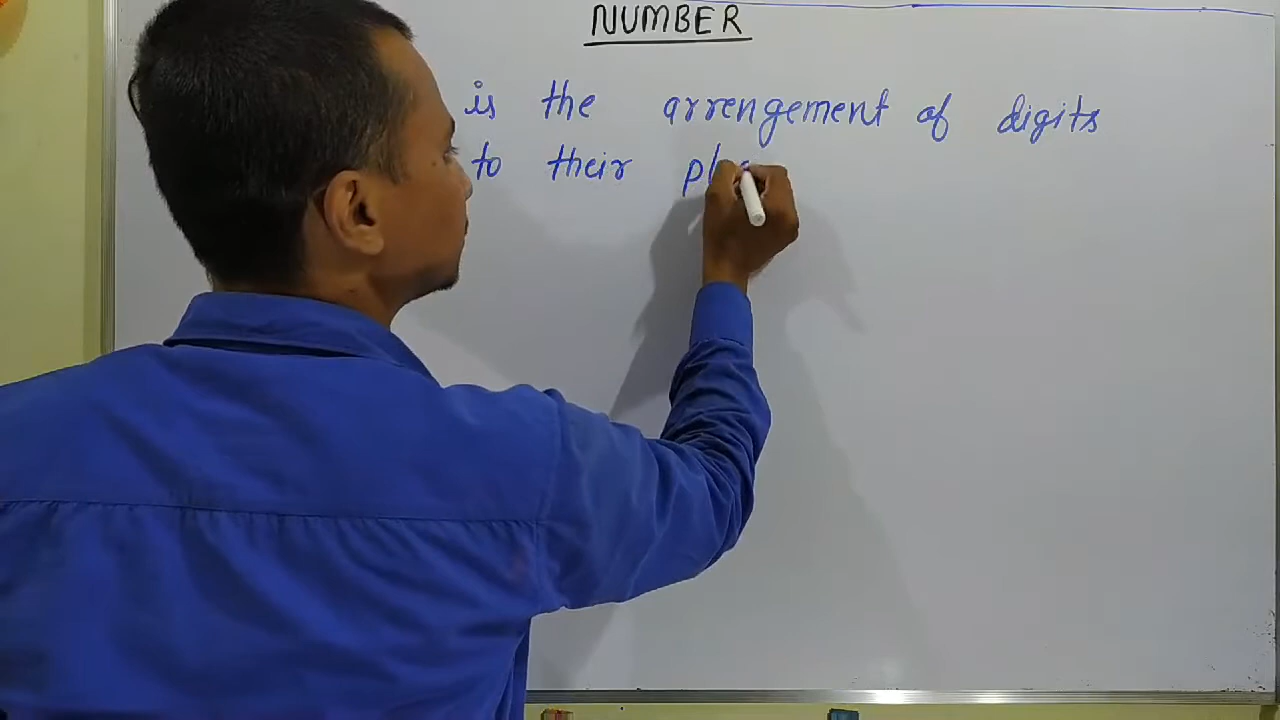 NUMBER
is the arrengement of digits
to their